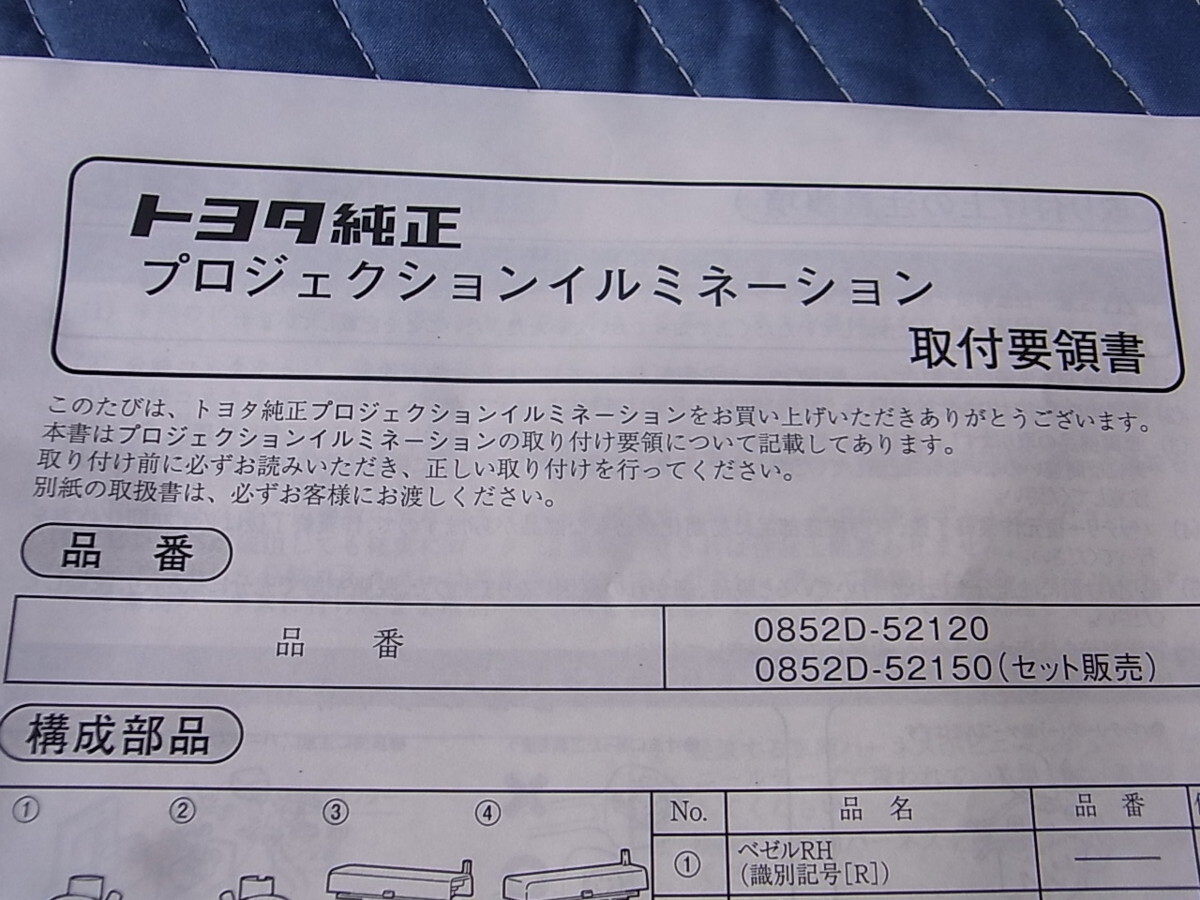 トヨタ純正
プロジェクションイルミネーション
取付要領書
このたびは、トヨタ純正プロジェクションイルミネーションをお買い上げいただきありがとうございます。
本書はプロジェクションイルミネーションの取り付け要領について記載してあります。
取り付け前に必ずお読みいただき、正しい取り付けを行ってください。
別紙の取扱書は、必ずお客様にお渡しください。
品 番
品 番
0852D-52120
0852D-52150(セット販売)
構成部品
① ② ③ ④
No. 品 名 品 番
① ベゼルRH
(識別記号[R])